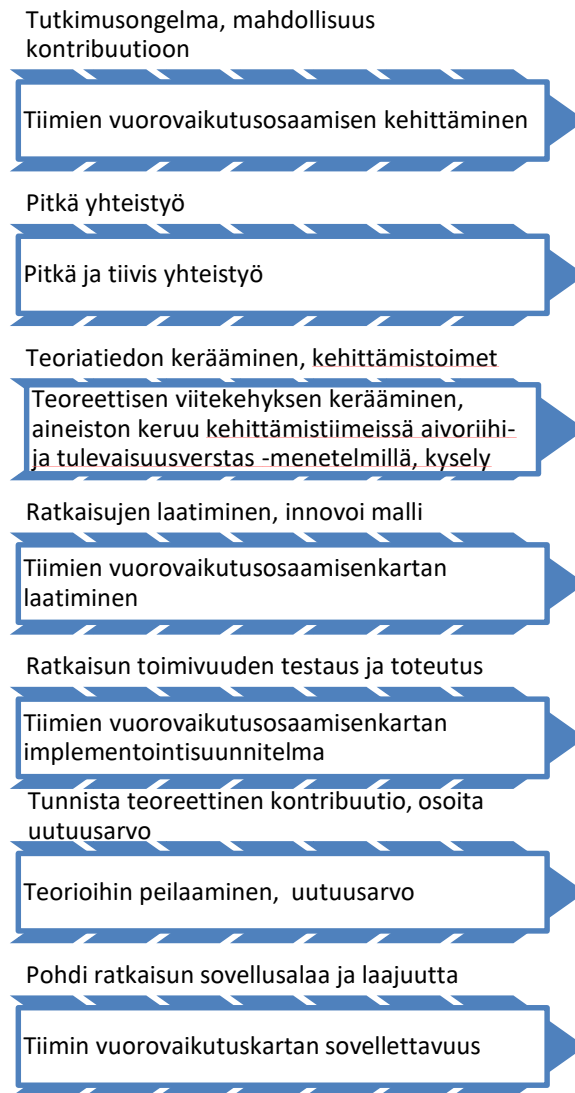 Tutkimusongelma, mahdollisuus
kontribuutioon
Tiimien vuorovaikutusosaamisen kehittäminen
Pitkä yhteistyö
Pitkä ja tiivis yhteistyö
Teoriatiedon kerääminen, kehittämistoimet
Teoreettisen viitekehyksen kerääminen,
aineiston keruu kehittämistiimeissä aivoriihi-
ja tulevaisuusverstas -menetelmillä, kysely
Ratkaisujen laatiminen, innovoi malli
Tiimien vuorovaikutusosaamisenkartan
laatiminen
Ratkaisun toimivuuden testaus ja toteutus
Tiimien vuorovaikutusosaamisenkartan
implementointisuunnitelma
Tunnista teoreettinen kontribuutio, osoita
uutuusarvo
Teorioihin peilaaminen, uutuusarvo
Pohdi ratkaisun sovellusalaa ja laajuutta
Tiimin vuorovaikutuskartan sovellettavuus